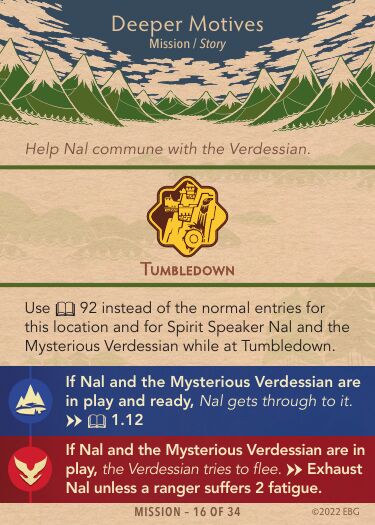 Deeper Motives
Mission / Story
Help Nal commune with the Verdessian.
Tumbledown
Use 92 instead of the normal entries for
this location and for Spirit Speaker Nal and the
Mysterious Verdessian while at Tumbledown.
If Nal and the Mysterious Verdessian are
in play and ready, Nal gets through to it.
1.12
If Nal and the Mysterious Verdessian are in
play, the Verdessian tries to flee. Exhaust
Nal unless a ranger suffers 2 fatigue.
MISSION - 16 OF 34
©2022 EBG